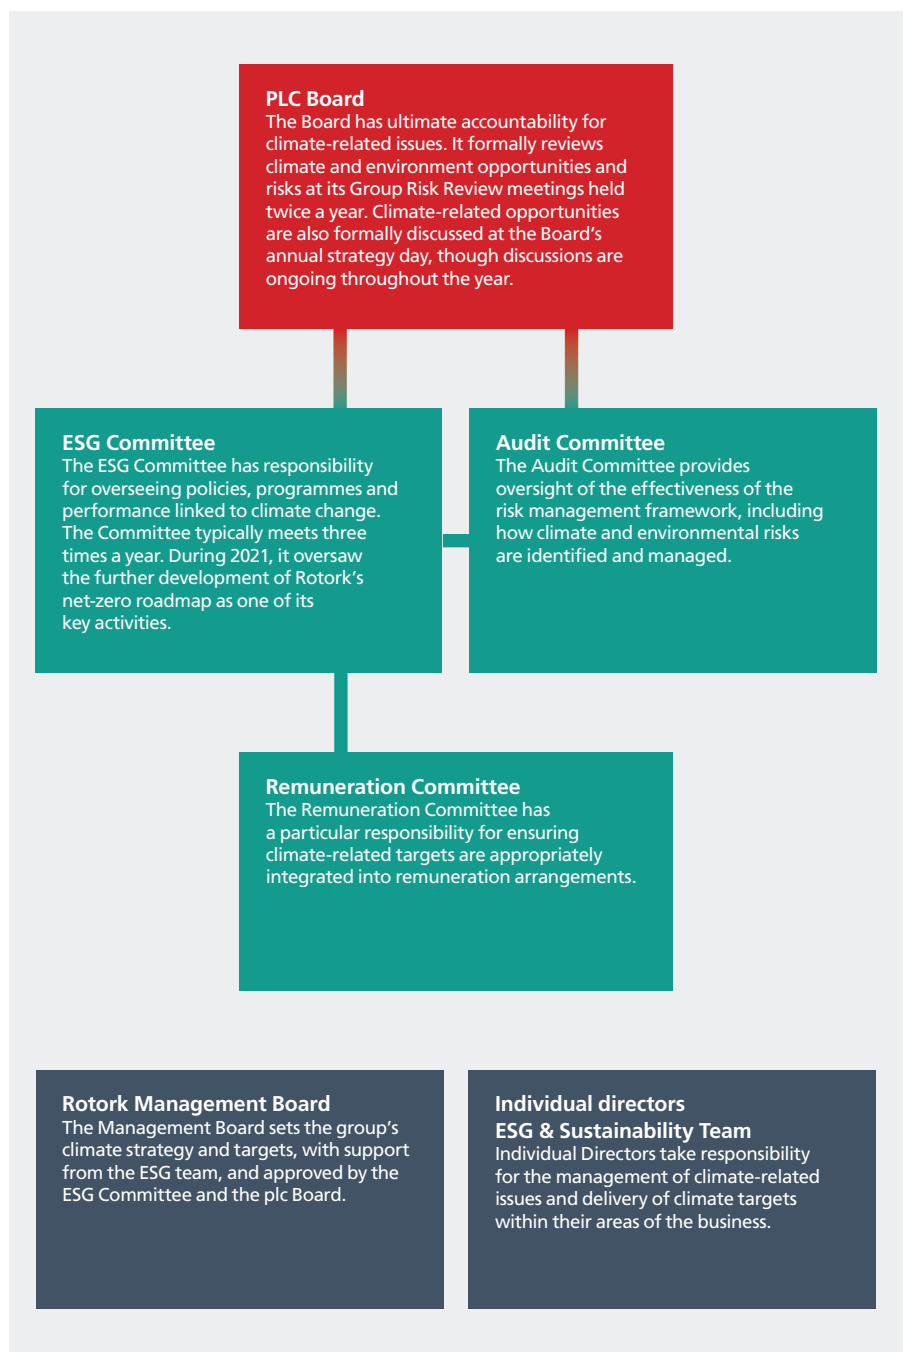 PLC Board
The Board has ultimate accountability for
climate-related issues. It formally reviews
climate and environment opportunities and
risks at its Group Risk Review meetings held
twice a year. Climate-related opportunities
are also formally discussed at the Board’s
annual strategy day, though discussions are
ongoing throughout the year.
ESG Committee
The ESG Committee has responsibility
for overseeing policies, programmes and
performance linked to climate change.
The Committee typically meets three
times a year. During 2021, it oversaw
the further development of Rotork’s
net-zero roadmap as one of its
key activities.
Audit Committee
The Audit Committee provides
oversight of the effectiveness of the
risk management framework, including
how climate and environmental risks
are identified and managed.
Remuneration Committee
The Remuneration Committee has
a particular responsibility for ensuring
climate-related targets are appropriately
integrated into remuneration arrangements.
Rotork Management Board
The Management Board sets the group’s
climate strategy and targets, with support
from the ESG team, and approved by the
ESG Committee and the plc Board.
Individual directors
ESG & Sustainability Team
Individual Directors take responsibility
for the management of climate-related
issues and delivery of climate targets
within their areas of the business.